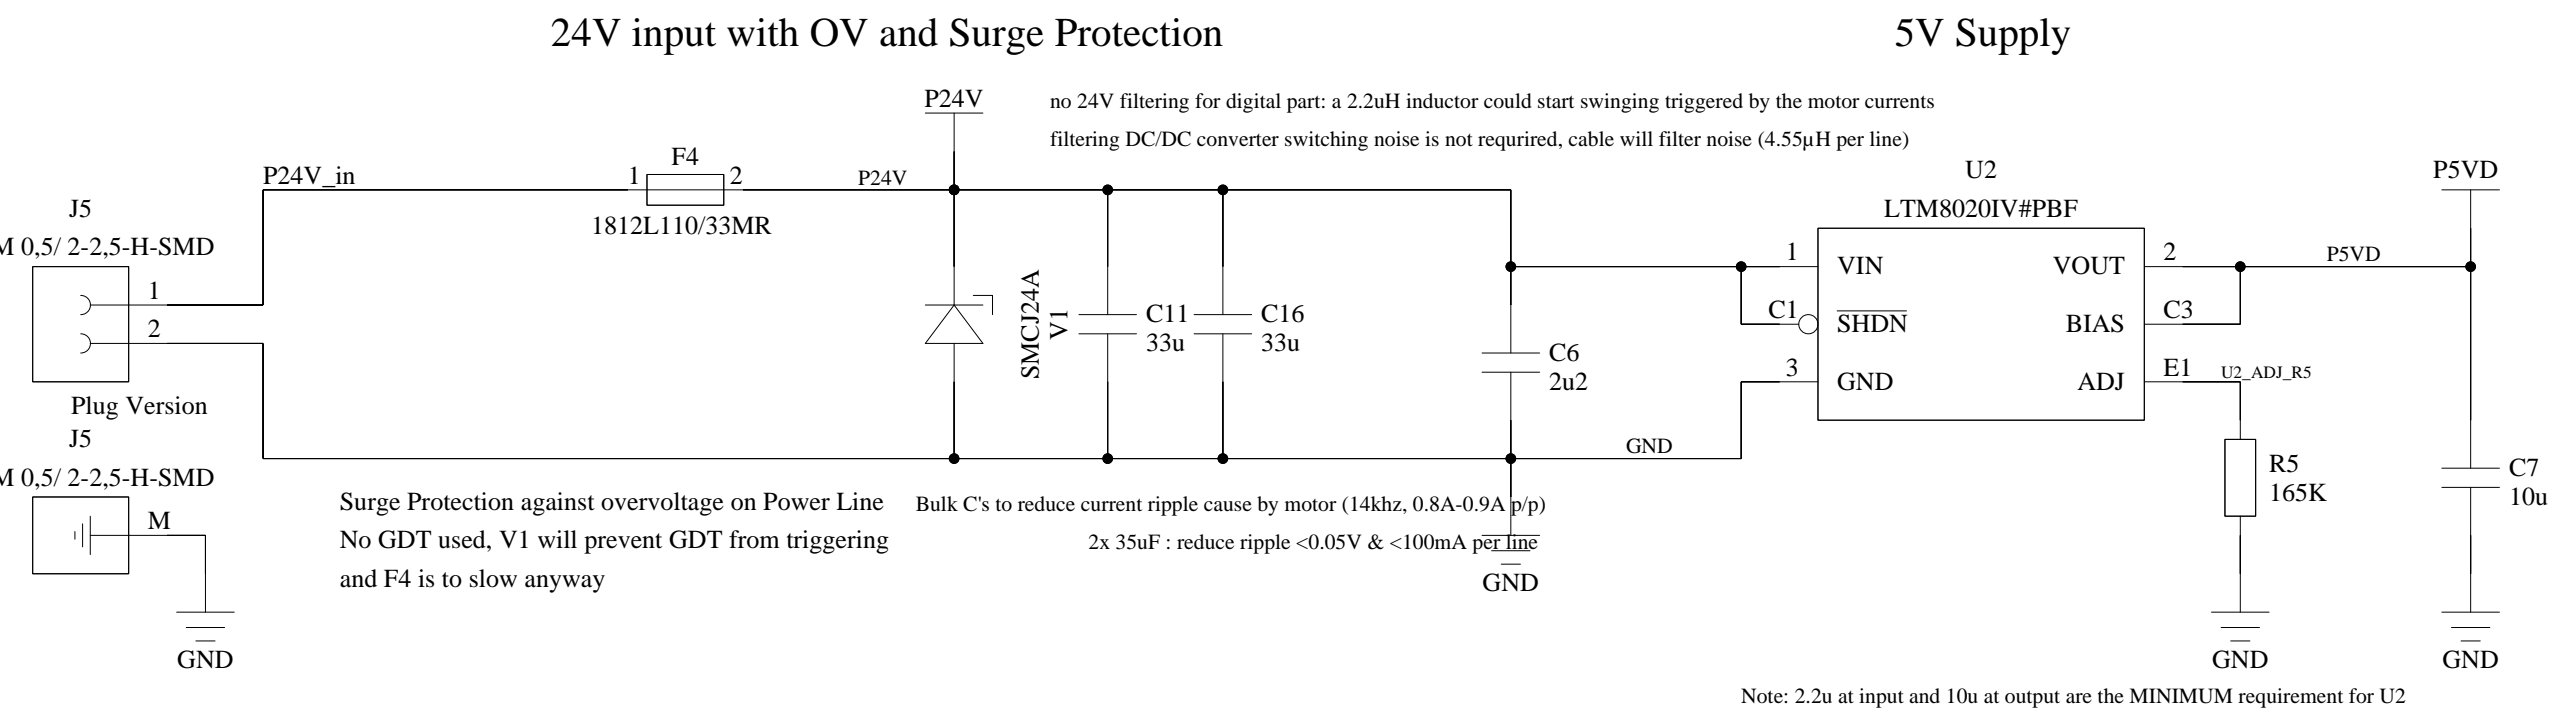 24V input with OV and Surge Protection
5V Supply
P24V
no 24V filtering for digital part: a 2.2uH inductor could start swinging triggered by the motor currents
filtering DC/DC converter switching noise is not requrired, cable will filter noise (4.55µH per line)
P24V_in
1
F4
2
1812L110/33MR
P24V
J5
M 0,5/ 2-2,5-H-SMD
1
2
Plug Version
J5
M 0,5/ 2-2,5-H-SMD
M
GND
SMCJ24A
V1
C11
33u
C16
33u
C6
2u2
GND
GND
U2
LTM8020IV#PBF
1
VIN
C1
SHDN
3
GND
VOUT
2
BIAS
C3
ADJ
E1
U2_ADJ_R5
P5VD
P5VD
R5
165K
GND
C7
10u
GND
Surge Protection against overvoltage on Power Line
No GDT used, V1 will prevent GDT from triggering
and F4 is to slow anyway
Bulk C's to reduce current ripple cause by motor (14khz, 0.8A-0.9A p/p)
2x 35uF : reduce ripple <0.05V & <100mA per line
Note: 2.2u at input and 10u at output are the MINIMUM requirement for U2